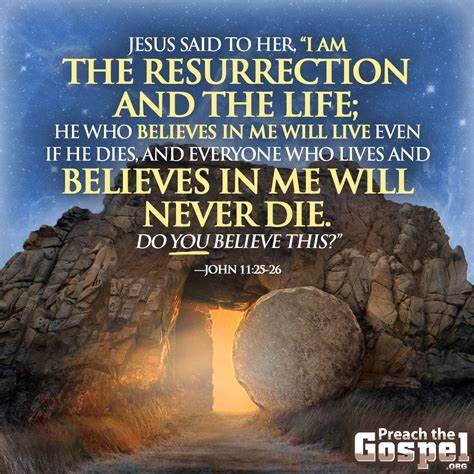 JESUS SAID TO HER, “I AM
THE RESURRECTION
AND THE LIFE;
HE WHO BELIEVES IN ME WILL LIVE EVEN
IF HE DIES, AND EVERYONE WHO LIVES AND
BELIEVES IN ME WILL
NEVER DIE.
DO YOU BELIEVE THIS?”
—JOHN 11:25-26
Preach the
Gospel
.ORG